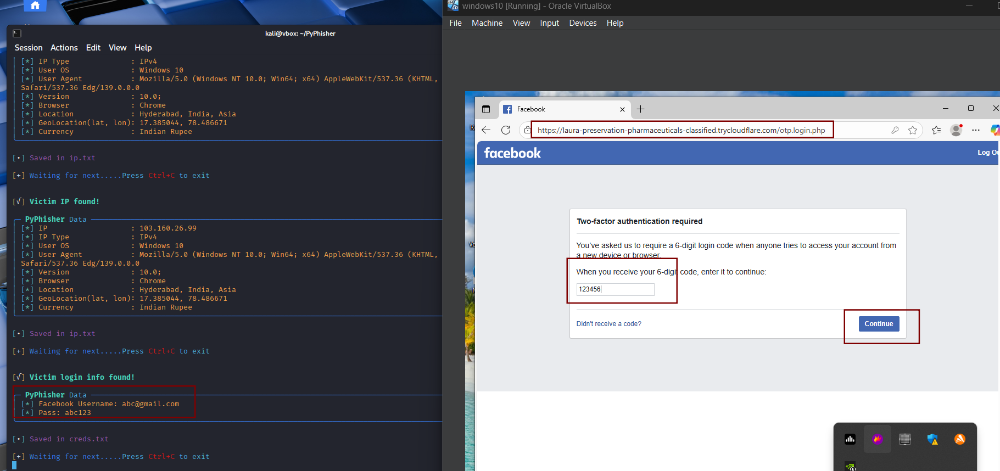 kali@vbox: ~/PyPhisher
Session Actions Edit View Help
[*] IP Type : IPv4
[*] User OS : Windows 10
[*] User Agent : Mozilla/5.0 (Windows NT 10.0; Win64; x64) AppleWebKit/537.36 (KHTML,
Safari/537.36 Edg/139.0.0.0
[*] Version : 10.0;
[*] Browser : Chrome
[*] Location : Hyderabad, India, Asia
[*] GeoLocation(lat, lon): 17.385044, 78.486671
[*] Currency : Indian Rupee
[•] Saved in ip.txt
[+] Waiting for next.....Press Ctrl+C to exit
[√] Victim IP found!
PyPhisher Data
[*] IP : 103.160.26.99
[*] IP Type : IPv4
[*] User OS : Windows 10
[*] User Agent : Mozilla/5.0 (Windows NT 10.0; Win64; x64) AppleWebKit/537.36 (KHTML,
Safari/537.36 Edg/139.0.0.0
[*] Version : 10.0;
[*] Browser : Chrome
[*] Location : Hyderabad, India, Asia
[*] GeoLocation(lat, lon): 17.385044, 78.486671
[*] Currency : Indian Rupee
[•] Saved in ip.txt
[+] Waiting for next.....Press Ctrl+C to exit
[√] Victim login info found!
PyPhisher Data
[*] Facebook Username: abc@gmail.com
[*] Pass: abc123
[•] Saved in creds.txt
[+] Waiting for next.....Press Ctrl+C to exit
windows10 [Running] - Oracle VirtualBox
File Machine View Input Devices Help
Facebook
https://laura-preservation-pharmaceuticals-classified.trycloudflare.com/otp.login.php
facebook
Log Ou
Two-factor authentication required
You've asked us to require a 6-digit login code when anyone tries to access your account from
a new device or browser.
When you receive your 6-digit code, enter it to continue:
123456
Didn't receive a code?
Continue